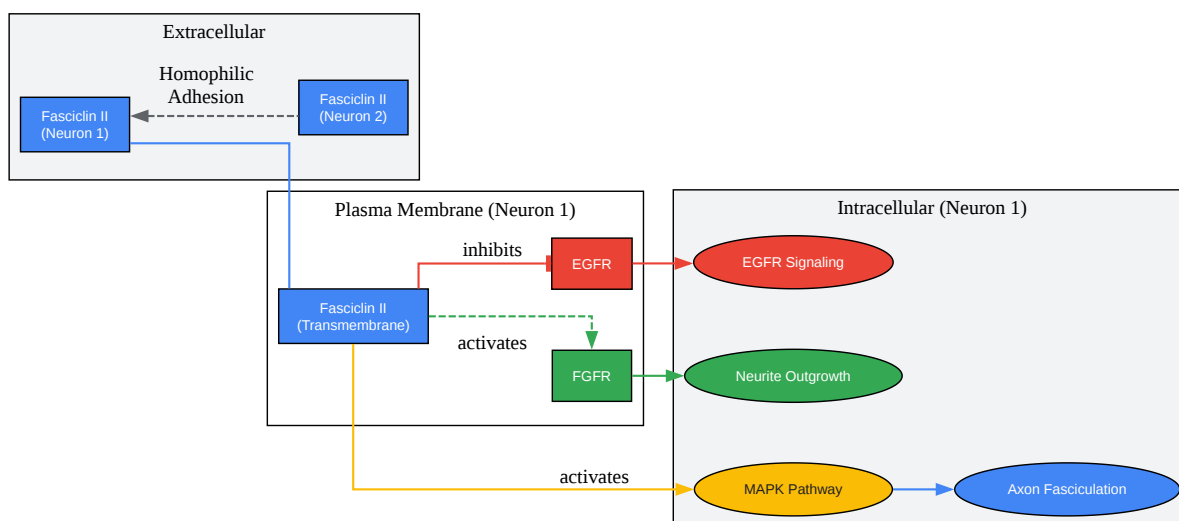 Extracellular
Homophilic
Adhesion
Fasciclin II
(Neuron 1)
Fasciclin II
(Neuron 2)
Plasma Membrane (Neuron 1)
inhibits
EGFR
Fasciclin II
(Transmembrane)
activates
FGFR
activates
Intracellular (Neuron 1)
EGFR Signaling
Neurite Outgrowth
MAPK Pathway
Axon Fasciculation